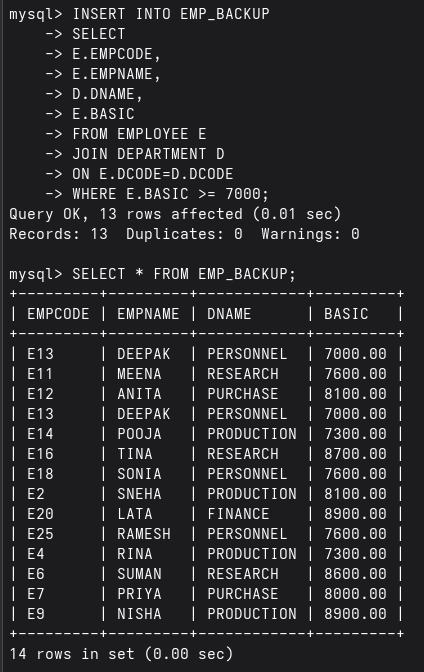 mysql> INSERT INTO EMP_BACKUP
    -> SELECT
    -> E.EMPCODE,
    -> E.EMPNAME,
    -> D.DNAME,
    -> E.BASIC
    -> FROM EMPLOYEE E
    -> JOIN DEPARTMENT D
    -> ON E.DCODE=D.DCODE
    -> WHERE E.BASIC >= 7000;
Query OK, 13 rows affected (0.01 sec)
Records: 13  Duplicates: 0  Warnings: 0

mysql> SELECT * FROM EMP_BACKUP;
+---------+---------+------------+---------+
| EMPCODE | EMPNAME | DNAME      | BASIC   |
+---------+---------+------------+---------+
| E13     | DEEPAK  | PERSONNEL  | 7000.00 |
| E11     | MEENA   | RESEARCH   | 7600.00 |
| E12     | ANITA   | PURCHASE   | 8100.00 |
| E13     | DEEPAK  | PERSONNEL  | 7000.00 |
| E14     | POOJA   | PRODUCTION | 7300.00 |
| E16     | TINA    | RESEARCH   | 8700.00 |
| E18     | SONIA   | PERSONNEL  | 7600.00 |
| E2      | SNEHA   | PRODUCTION | 8100.00 |
| E20     | LATA    | FINANCE    | 8900.00 |
| E25     | RAMESH  | PERSONNEL  | 7600.00 |
| E4      | RINA    | PRODUCTION | 7300.00 |
| E6      | SUMAN   | RESEARCH   | 8600.00 |
| E7      | PRIYA   | PURCHASE   | 8000.00 |
| E9      | NISHA   | PRODUCTION | 8900.00 |
+---------+---------+------------+---------+
14 rows in set (0.00 sec)